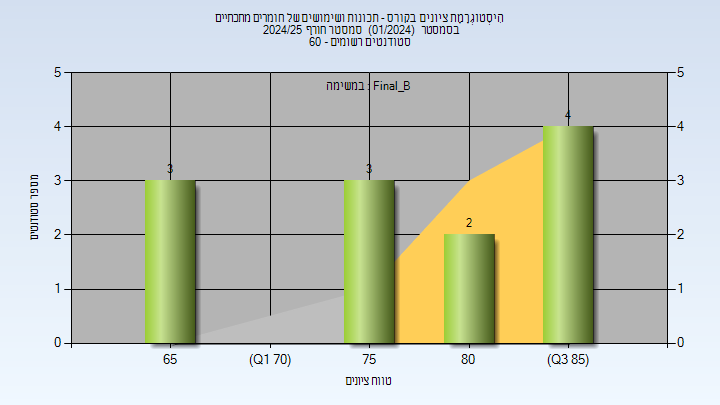 היסטוגרמת ציונים בקורס - תכונות ושימושים של חומרים מתכתיים
בסמסטר (01/2024) סמסטר חורף 2024/25
סטודנטים רשומים - 60
במשימה : Final_B
5 5
4 4 4
3 3 3 3
2 2 2
1 1
0 0
מספר סטודנטים
65 (Q1 70) 75 80 (Q3 85)
טווח ציונים